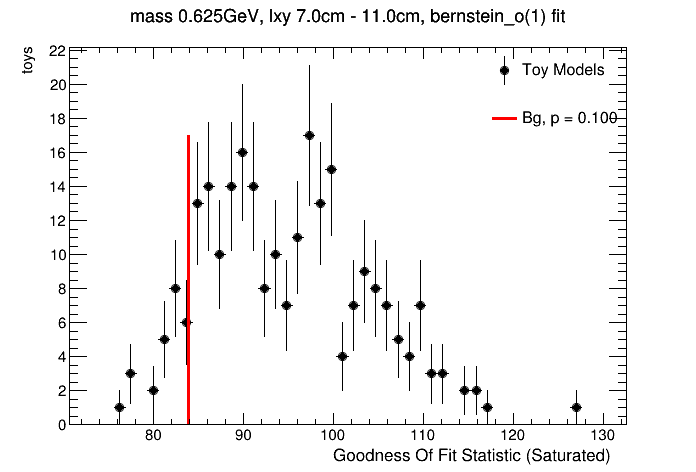 mass 0.625GeV, lxy 7.0cm - 11.0cm, bernstein_o(1) fit
toys
22
20
18
16
14
12
10
8
6
4
2
0
Toy Models
Bg, p = 0.100
80 90 100 110 120 130
Goodness Of Fit Statistic (Saturated)